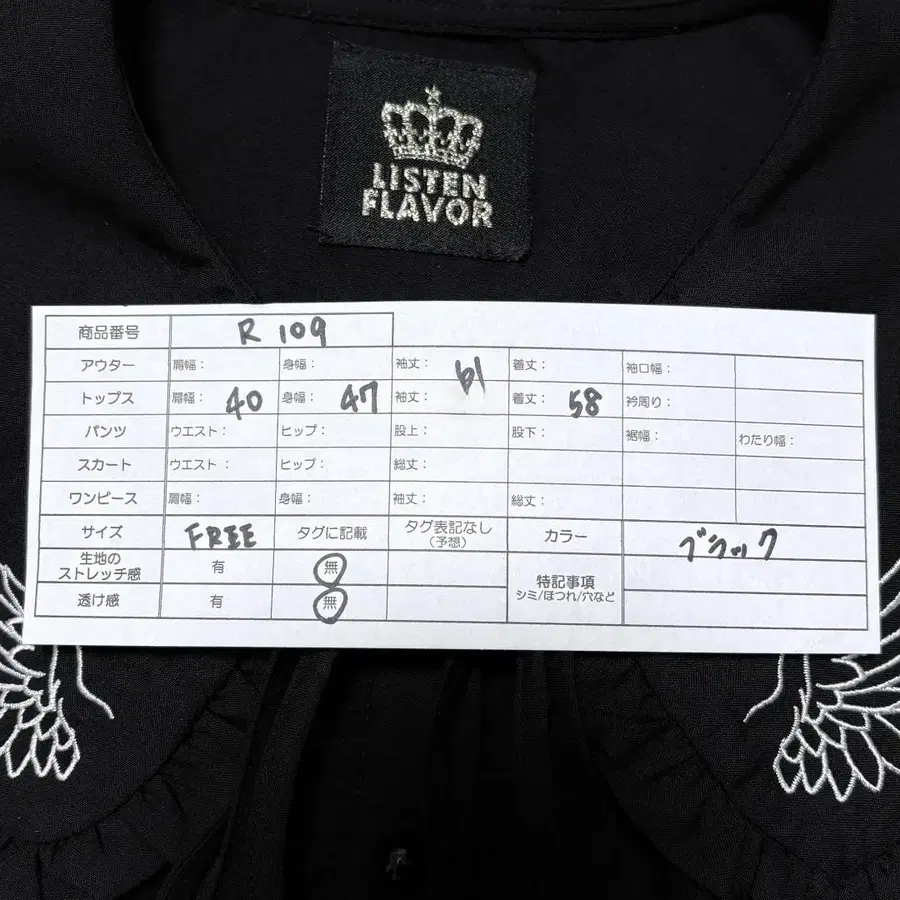 LISTEN
FLAVOR
商品番号 R 109
アウター 肩幅： 身幅： 袖丈： 61 着丈： 袖口幅：
トップス 肩幅： 40 身幅： 47 袖丈： 着丈： 58 衿周り：
パンツ ウエスト： ヒップ： 股上： 股下： 裾幅： わたり幅：
スカート ウエスト： ヒップ： 総丈：
ワンピース 肩幅： 身幅： 袖丈： 総丈：
サイズ FREE タグに記載 タグ表記なし カラー ブラック
（予想）
生地の
ストレッチ感 有 無
特記事項
シミ/ほつれ/穴など
透け感 有 無